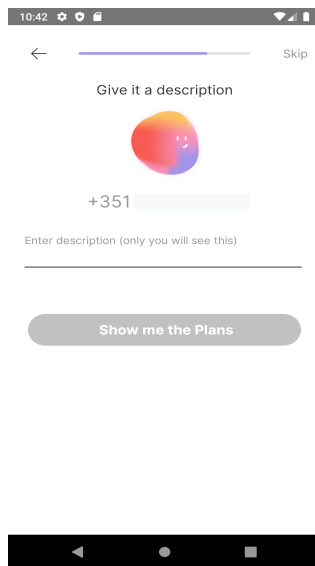 10:42
Skip
Give it a description
+351
Enter description (only you will see this)
Show me the Plans